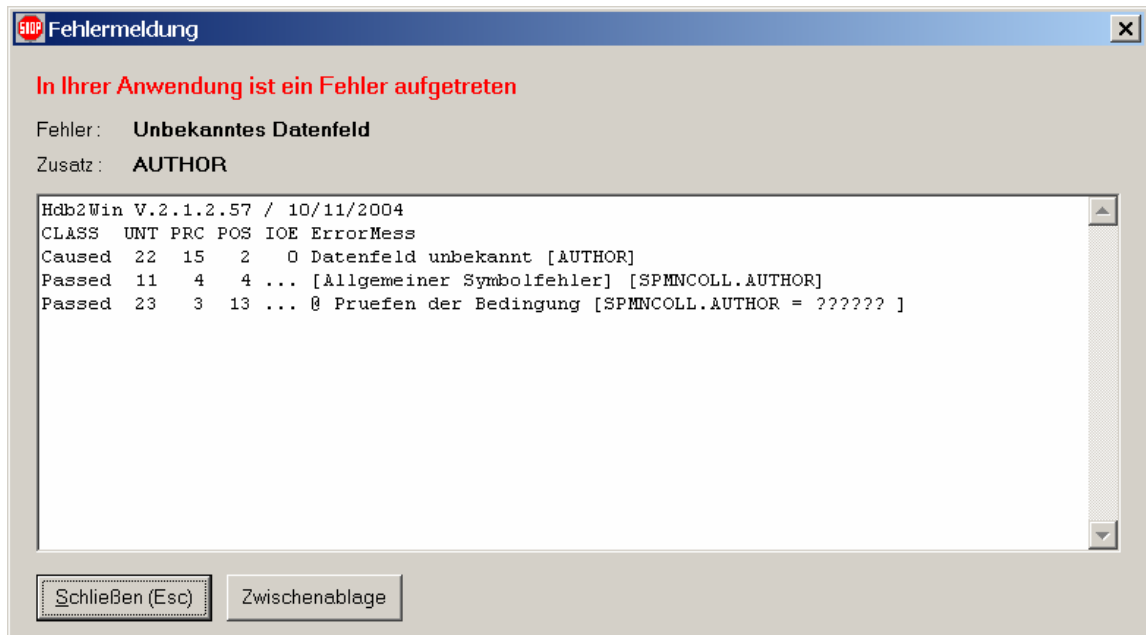 STOP Fehlermeldung
In Ihrer Anwendung ist ein Fehler aufgetreten
Fehler: Unbekanntes Datenfeld
Zusatz: AUTHOR
Hdb2Win V.2.1.2.57 / 10/11/2004
CLASS UNT PRC POS IOE ErrorMess
Caused 22 15 2 0 Datenfeld unbekannt [AUTHOR]
Passed 11 4 4 ... [Allgemeiner Symbolfehler] [SPMNCOLL.AUTHOR]
Passed 23 3 13 ... @ Pruefen der Bedingung [SPMNCOLL.AUTHOR = ?????? ]
Schließen (Esc) Zwischenablage